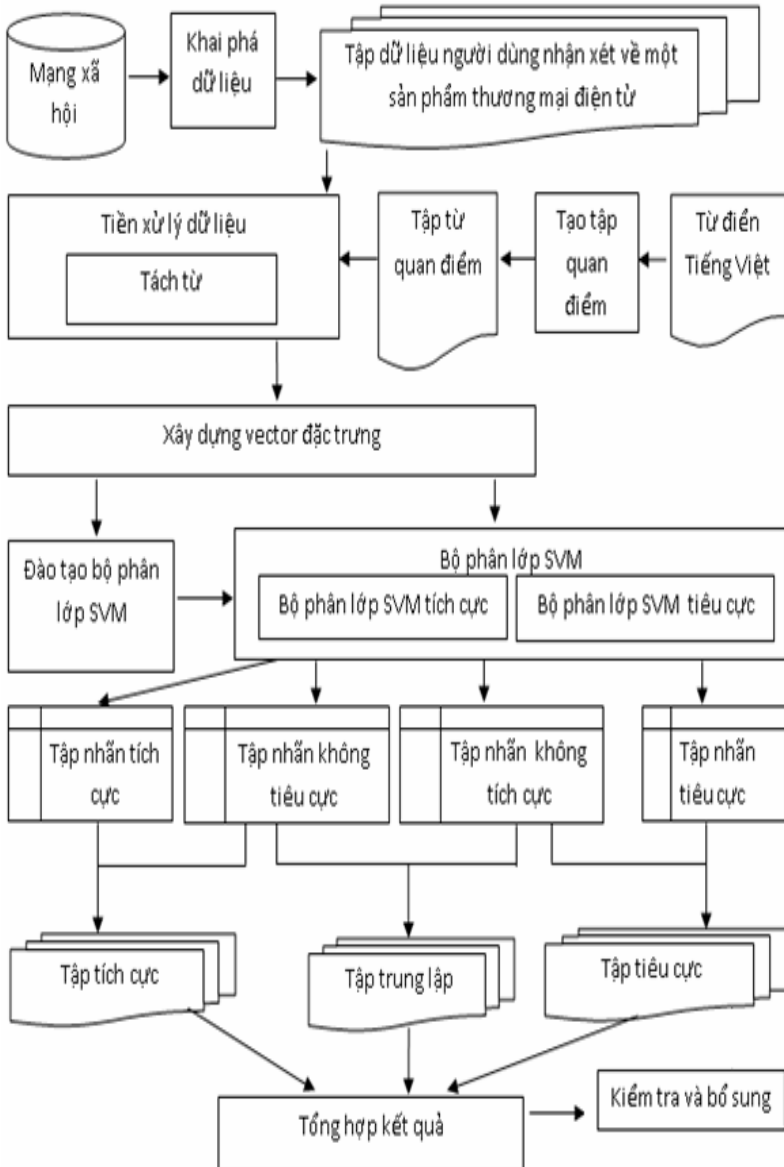 Mạng xã
hội
Khai phá
dữ liệu
Tập dữ liệu người dùng nhận xét về một
sản phẩm thương mại điện tử
Tiền xử lý dữ liệu
Tách từ
Tập từ
quan điểm
Tạo tập
quan
điểm
Từ điển
Tiếng Việt
Xây dựng vector đặc trưng
Đào tạo bộ phân
lớp SVM
Bộ phân lớp SVM
Bộ phân lớp SVM tích cực
Bộ phân lớp SVM tiêu cực
Tập nhãn tích
cực
Tập nhãn không
tiêu cực
Tập nhãn không
tích cực
Tập nhãn
tiêu cực
Tập tích cực
Tập trung lập
Tập tiêu cực
Tổng hợp kết quả
Kiểm tra và bổ sung